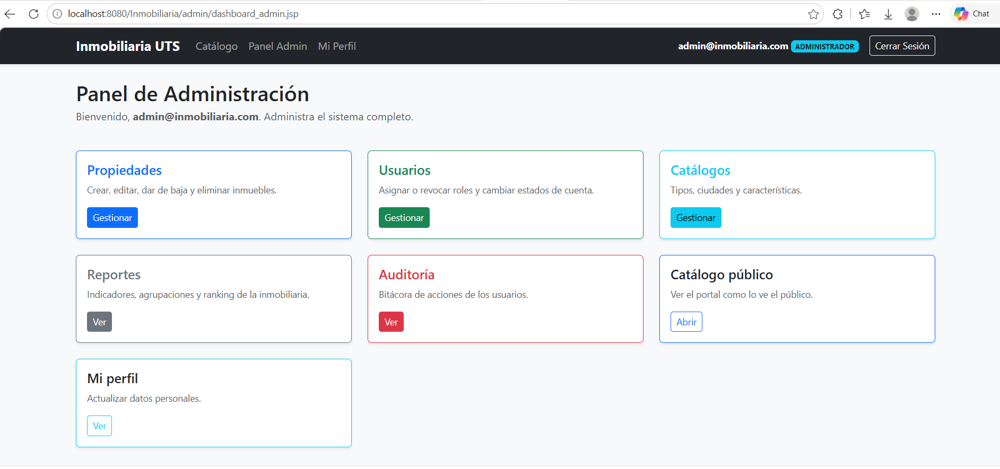 localhost:8080/Inmobiliaria/admin/dashboard_admin.jsp
Chat
Inmobiliaria UTS
Catálogo
Panel Admin
Mi Perfil
admin@inmobiliaria.com
ADMINISTRADOR
Cerrar Sesión
Panel de Administración
Bienvenido, admin@inmobiliaria.com. Administra el sistema completo.
Propiedades
Crear, editar, dar de baja y eliminar inmuebles.
Gestionar
Usuarios
Asignar o revocar roles y cambiar estados de cuenta.
Gestionar
Catálogos
Tipos, ciudades y características.
Gestionar
Reportes
Indicadores, agrupaciones y ranking de la inmobiliaria.
Ver
Auditoría
Bitácora de acciones de los usuarios.
Ver
Catálogo público
Ver el portal como lo ve el público.
Abrir
Mi perfil
Actualizar datos personales.
Ver